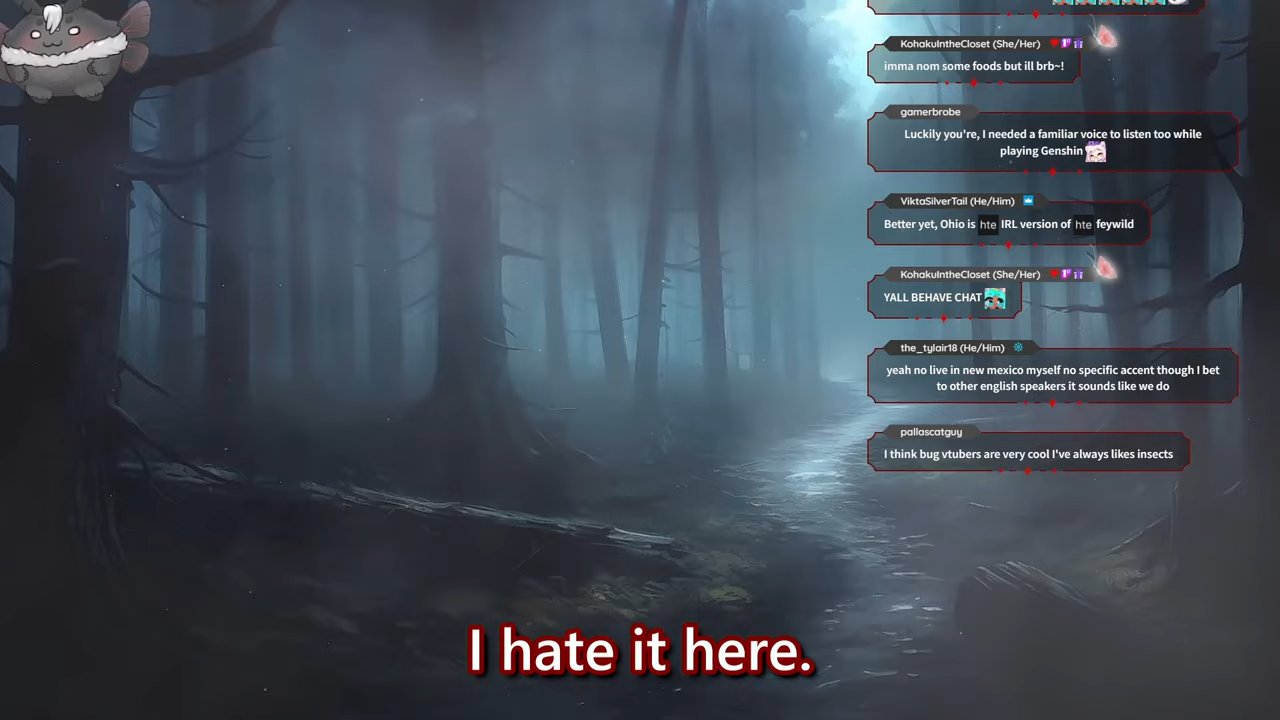 KohakuIntheCloset (She/Her)
imma nom some foods but ill brb~!
gamerbrobe
Luckily you're, I needed a familiar voice to listen too while
playing Genshin
ViktaSilverTail (He/Him)
Better yet, Ohio is hte IRL version of hte feywild
KohakuIntheCloset (She/Her)
YALL BEHAVE CHAT
the_tylair18 (He/Him)
yeah no live in new mexico myself no specific accent though I bet
to other english speakers it sounds like we do
pallascatguy
I think bug vtubers are very cool I've always likes insects
I hate it here.